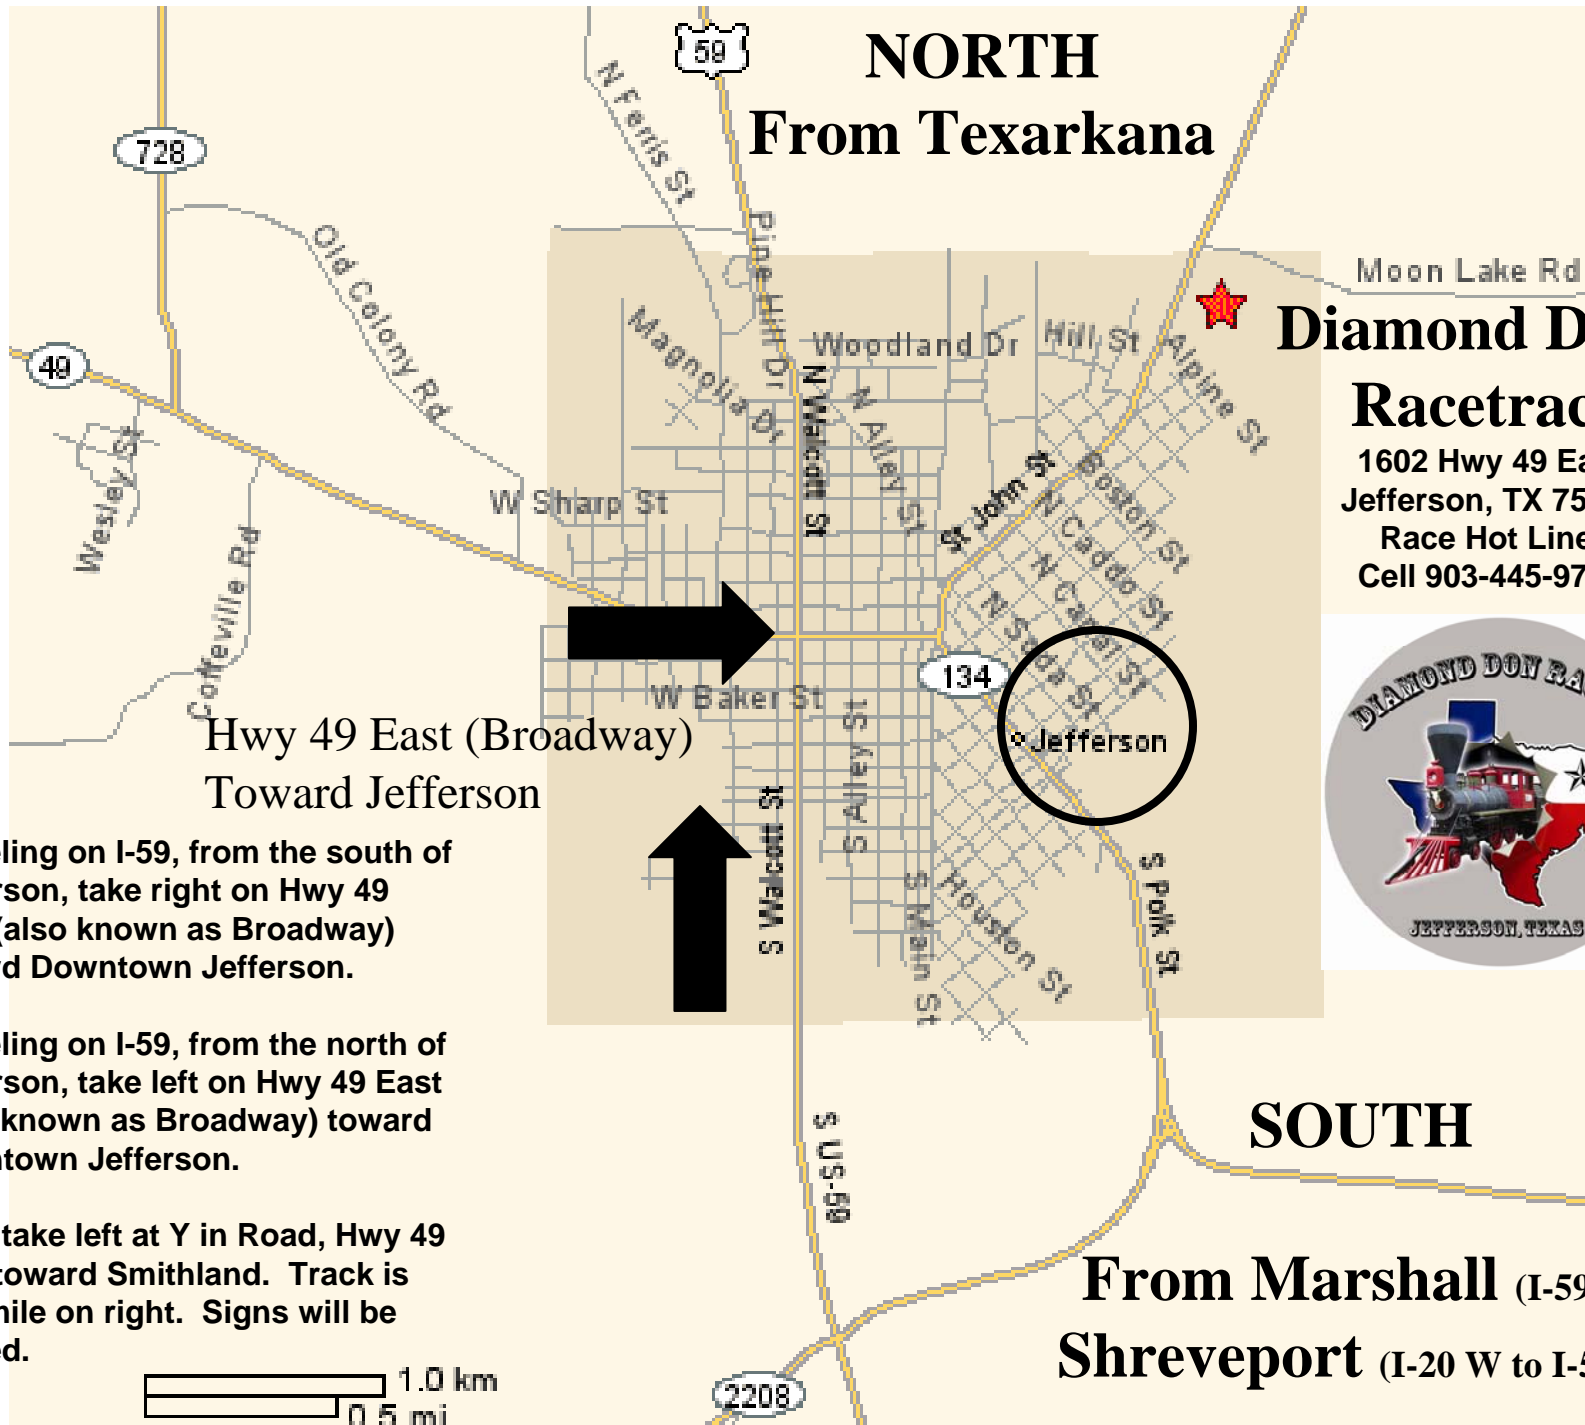 59
NORTH
From Texarkana
N Ferris St
728
Pine Hill Dr
Old Colony Rd
Moon Lake Rd
Diamond D
Racetrac
1602 Hwy 49 Ea
Jefferson, TX 75
Race Hot Line
Cell 903-445-97
Magnolia Dr
Woodland Dr
Hill St
Alpine St
49
N Walcott St
N Alley St
Wesley St
W Sharp St
St John St
Boston St
N Caddo St
N Canal St
N Soda St
Coffeville Rd
134
W Baker St
Jefferson
Hwy 49 East (Broadway)
Toward Jefferson
DIAMOND DON RA
JEFFERSON, TEXAS
S Alley St
S Walcott St
S Main St
Houston St
S Polk St
ling on I-59, from the south of
rson, take right on Hwy 49
(also known as Broadway)
d Downtown Jefferson.
ling on I-59, from the north of
rson, take left on Hwy 49 East
known as Broadway) toward
town Jefferson.
take left at Y in Road, Hwy 49
toward Smithland. Track is
mile on right. Signs will be
ed.
S US-59
SOUTH
From Marshall (I-59
Shreveport (I-20 W to I-5
2208
1.0 km
0.5 mi